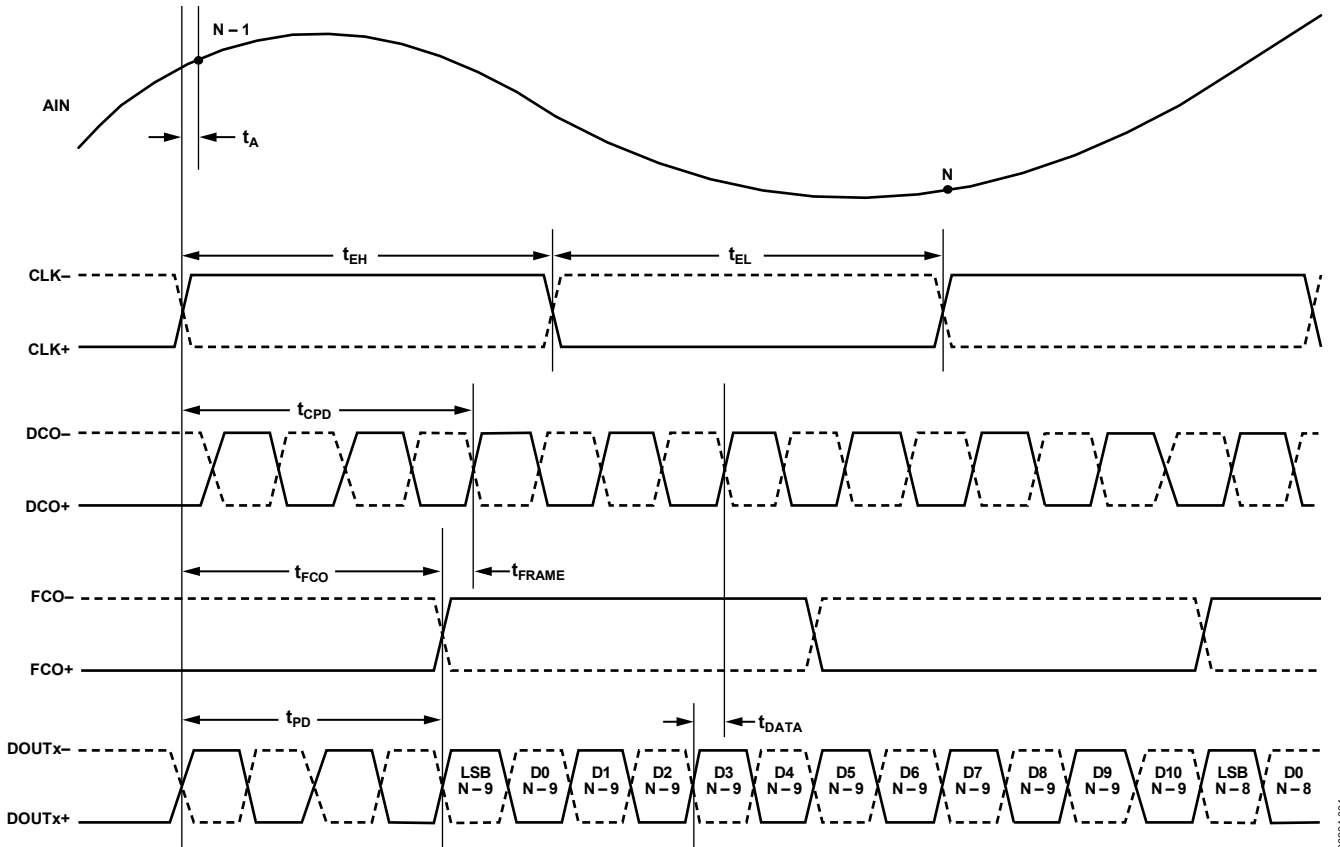 N – 1
AIN
tA
N
tEH
tEL
CLK–
CLK+
tCPD
DCO–
DCO+
tFCO
tFRAME
FCO–
FCO+
tPD
tDATA
DOUTx–
DOUTx+
LSB N – 9
D0 N – 9
D1 N – 9
D2 N – 9
D3 N – 9
D4 N – 9
D5 N – 9
D6 N – 9
D7 N – 9
D8 N – 9
D9 N – 9
D10 N – 9
LSB N – 8
D0 N – 8